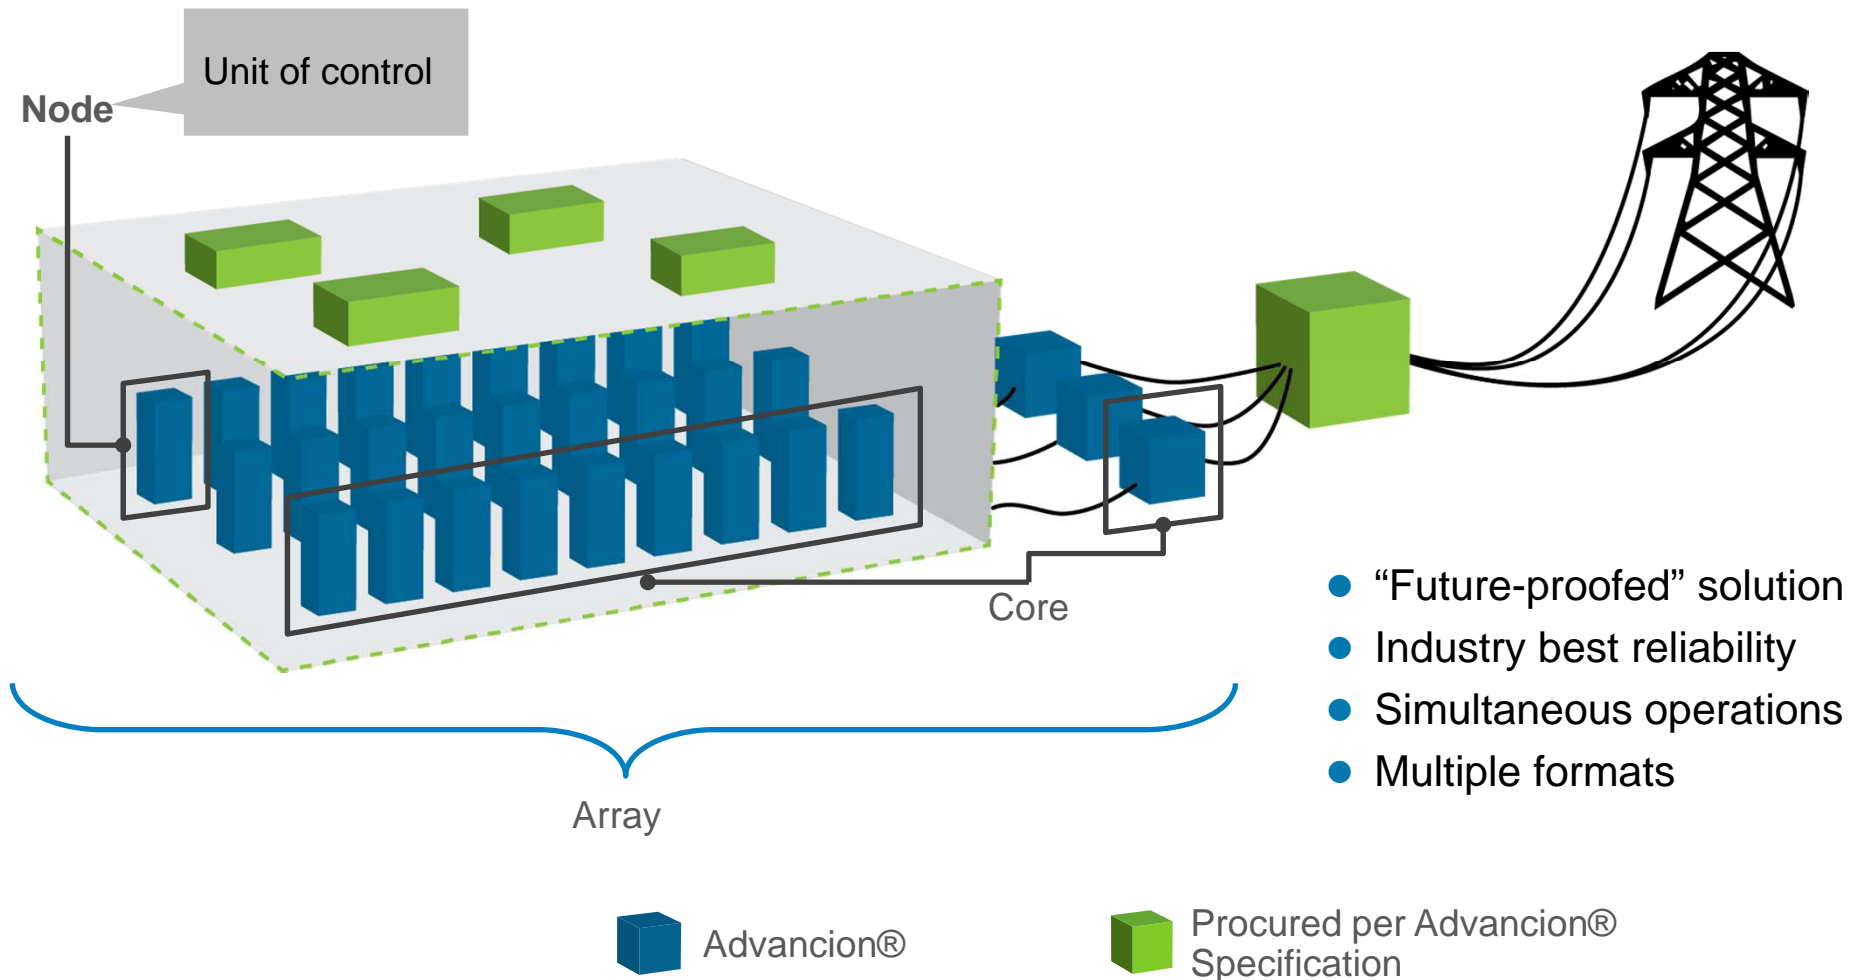 Unit of control
Node
Core
Array
● “Future-proofed” solution
● Industry best reliability
● Simultaneous operations
● Multiple formats
Advancion®
Procured per Advancion®
Specification